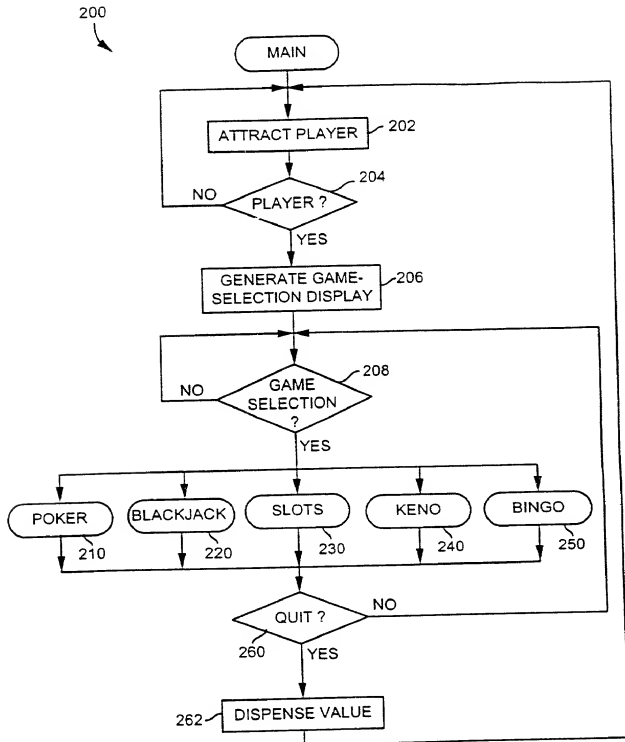 200
MAIN
ATTRACT PLAYER
202
204
NO
PLAYER ?
YES
GENERATE GAME-
SELECTION DISPLAY
206
208
NO
GAME
SELECTION
?
YES
POKER
BLACKJACK
SLOTS
KENO
BINGO
210
220
230
240
250
QUIT ?
NO
260
YES
262
DISPENSE VALUE